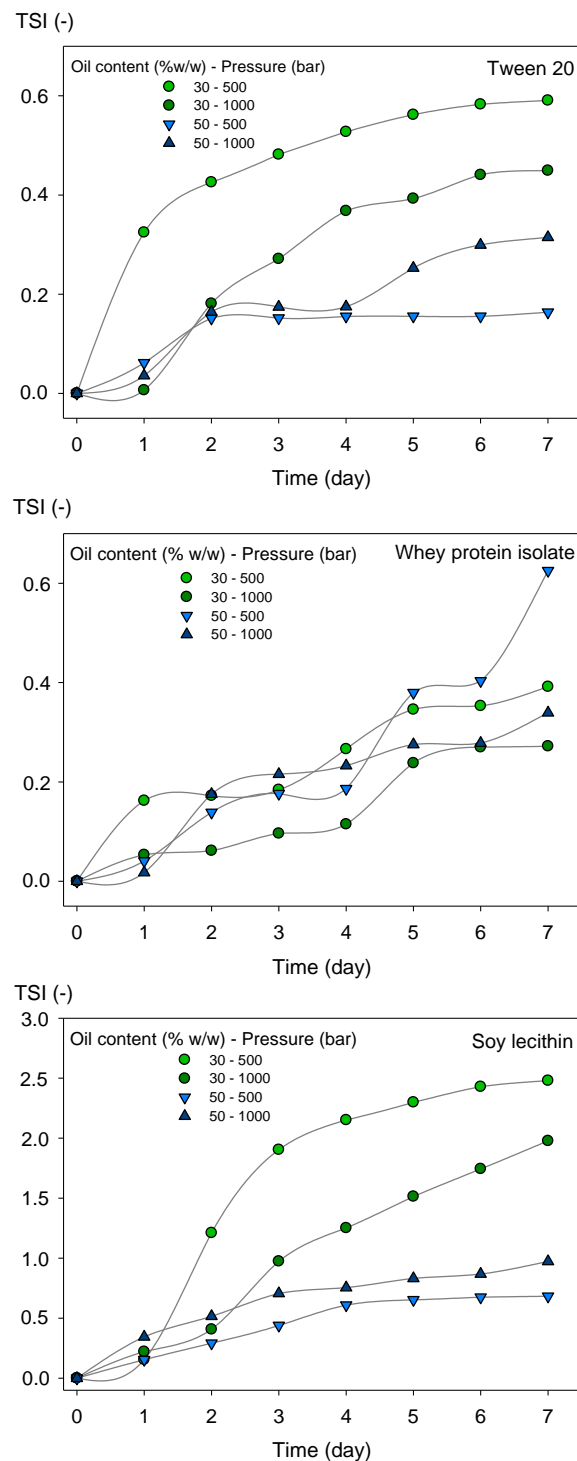 TSI (-)
Oil content (%w/w) - Pressure (bar)
Tween 20
30 - 500
30 - 1000
50 - 500
50 - 1000
0.6
0.4
0.2
0.0
0 1 2 3 4 5 6 7
Time (day)
TSI (-)
Oil content (% w/w) - Pressure (bar)
Whey protein isolate
30 - 500
30 - 1000
50 - 500
50 - 1000
0.6
0.4
0.2
0.0
0 1 2 3 4 5 6 7
Time (day)
TSI (-)
Oil content (% w/w) - Pressure (bar)
Soy lecithin
30 - 500
30 - 1000
50 - 500
50 - 1000
3.0
2.5
2.0
1.5
1.0
0.5
0.0
0 1 2 3 4 5 6 7
Time (day)